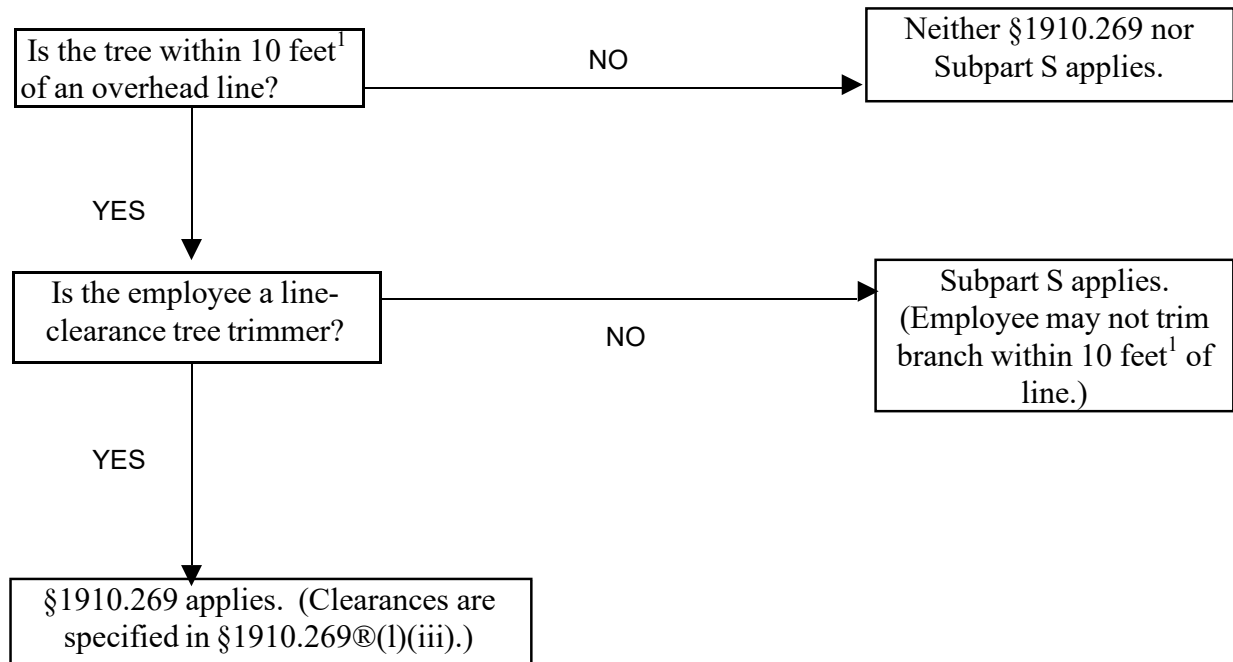 Is the tree within 10 feet¹
of an overhead line?
NO
Neither §1910.269 nor
Subpart S applies.
YES
Is the employee a line-
clearance tree trimmer?
NO
Subpart S applies.
(Employee may not trim
branch within 10 feet¹ of
line.)
YES
§1910.269 applies. (Clearances are
specified in §1910.269®(l)(iii).)